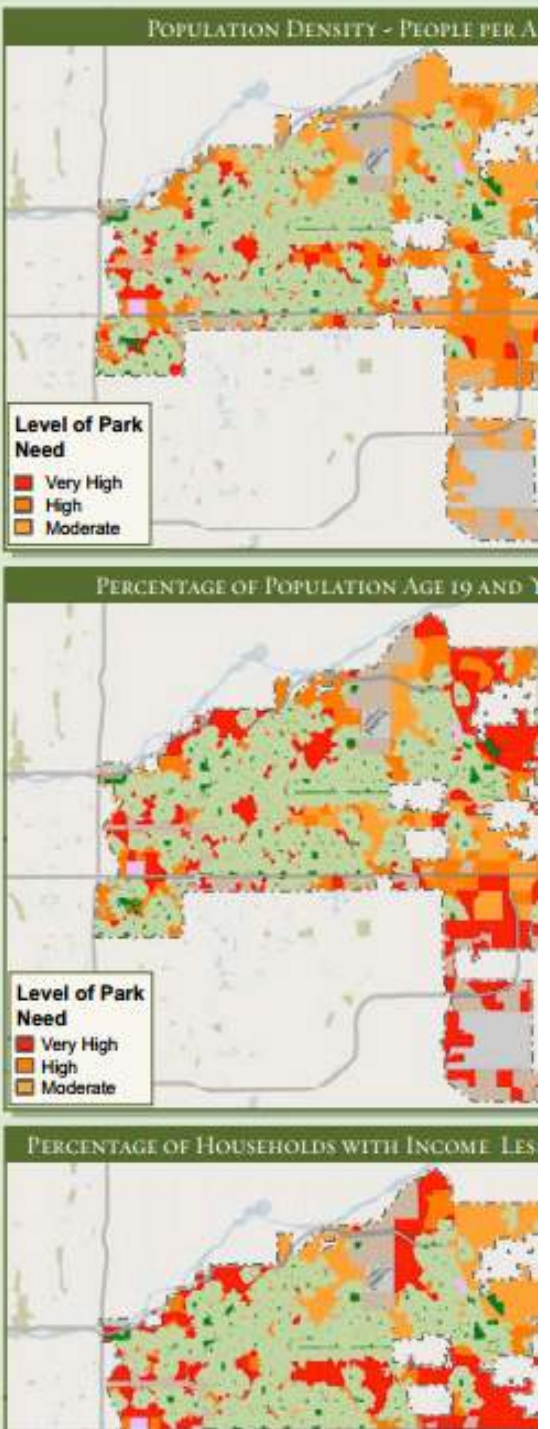 POPULATION DENSITY - PEOPLE PER A
Level of Park
Need
Very High
High
Moderate
PERCENTAGE OF POPULATION AGE 19 AND Y
Level of Park
Need
Very High
High
Moderate
PERCENTAGE OF HOUSEHOLDS WITH INCOME LES